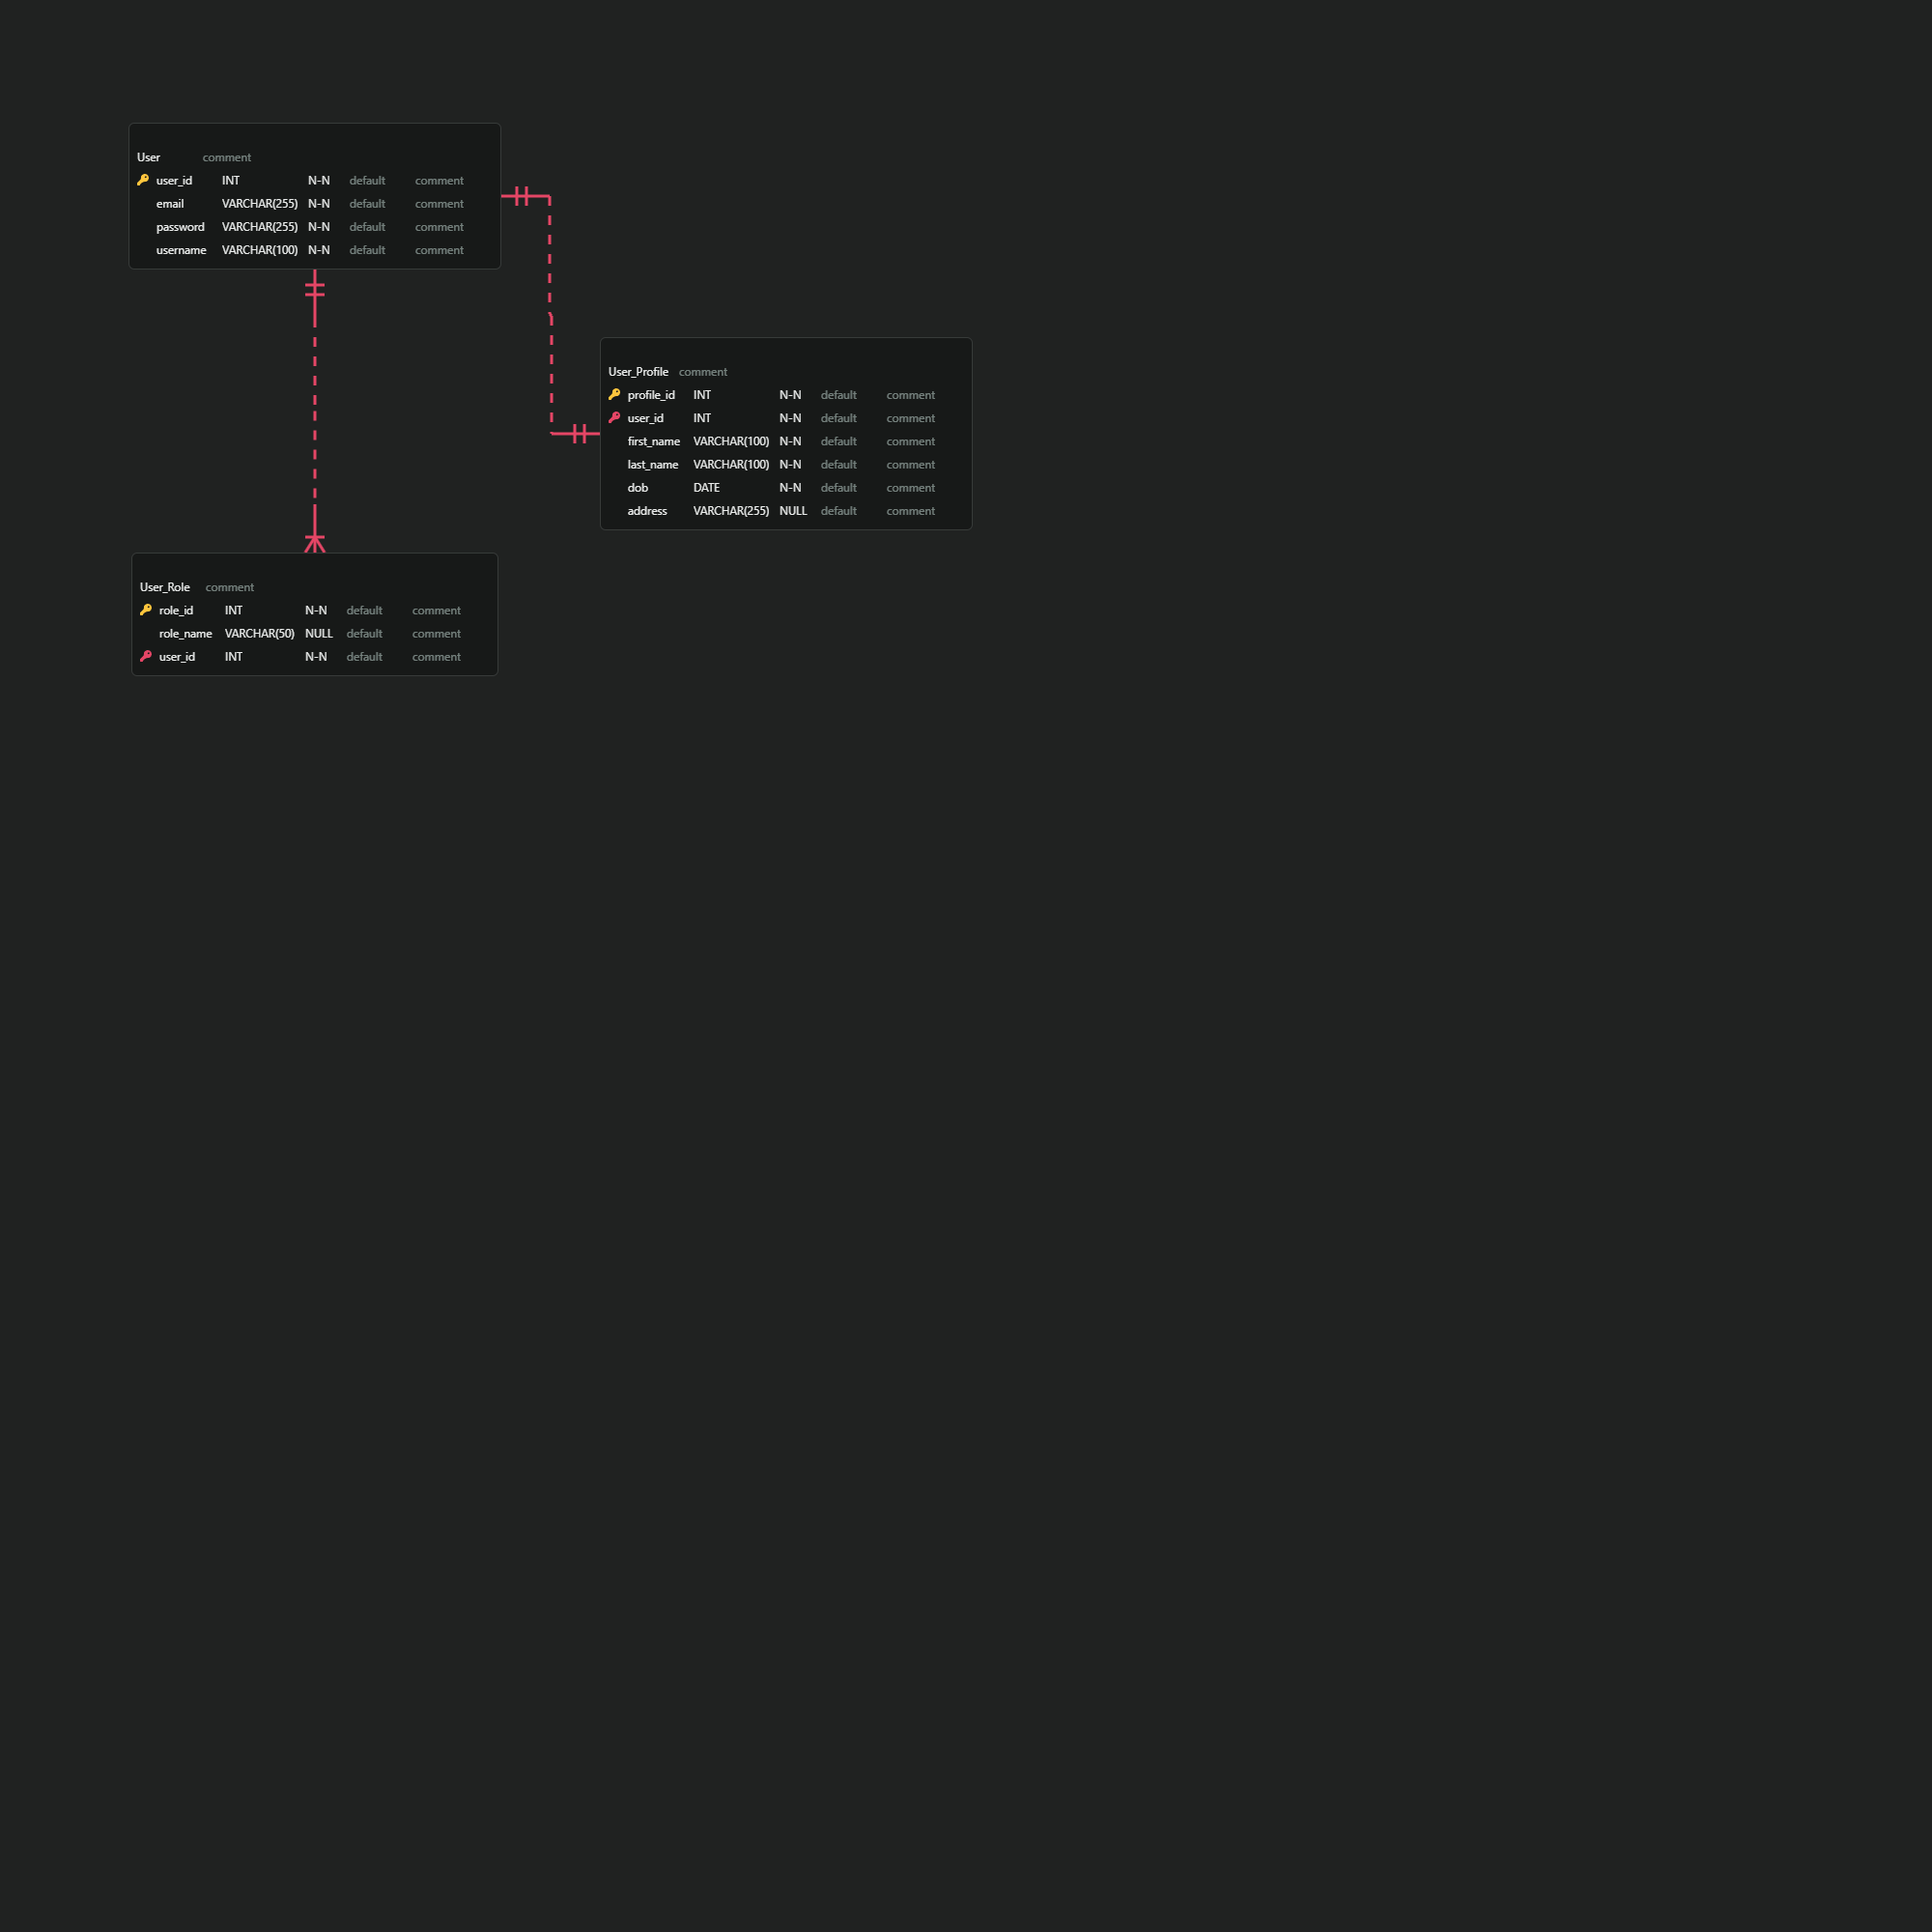 User comment
user_id INT N-N default comment
email VARCHAR(255) N-N default comment
password VARCHAR(255) N-N default comment
username VARCHAR(100) N-N default comment
User_Profile comment
profile_id INT N-N default comment
user_id INT N-N default comment
first_name VARCHAR(100) N-N default comment
last_name VARCHAR(100) N-N default comment
dob DATE N-N default comment
address VARCHAR(255) NULL default comment
User_Role comment
role_id INT N-N default comment
role_name VARCHAR(50) NULL default comment
user_id INT N-N default comment